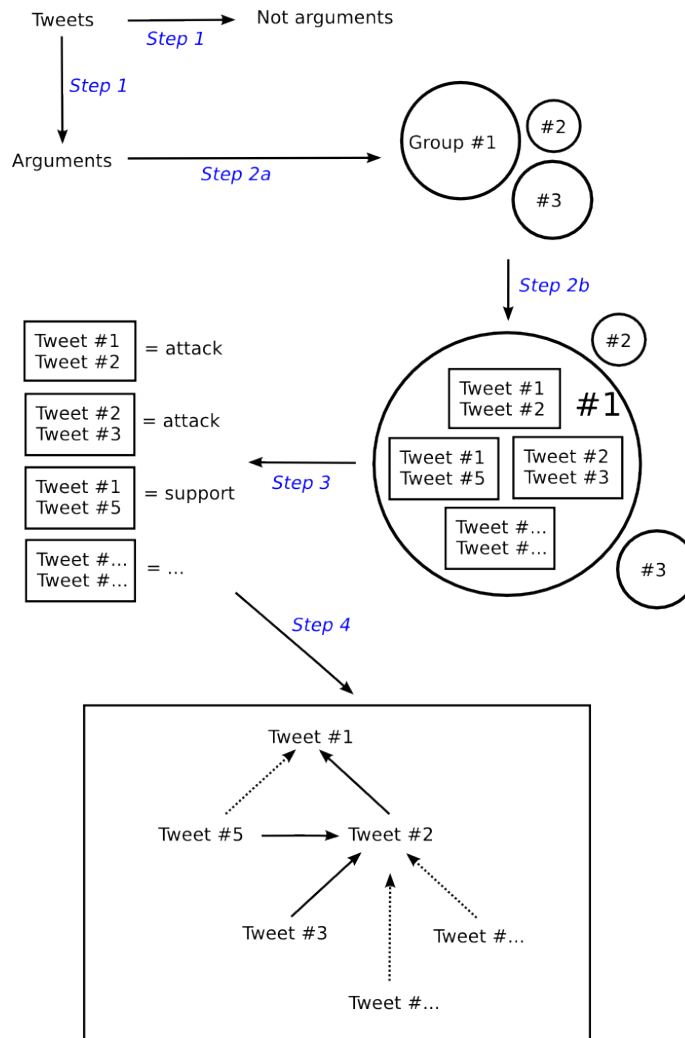 Tweets
Not arguments
Step 1
Step 1
Arguments
Step 2a
Group #1
#2
#3
Step 2b
#2
Tweet #1
Tweet #2
= attack
Tweet #1
Tweet #2
#1
Tweet #2
Tweet #3
= attack
Tweet #1
Tweet #5
Tweet #2
Tweet #3
Step 3
Tweet #1
Tweet #5
= support
Tweet #...
Tweet #...
Tweet #...
Tweet #...
= ...
#3
Step 4
Tweet #1
Tweet #5
Tweet #2
Tweet #3
Tweet #...
Tweet #...